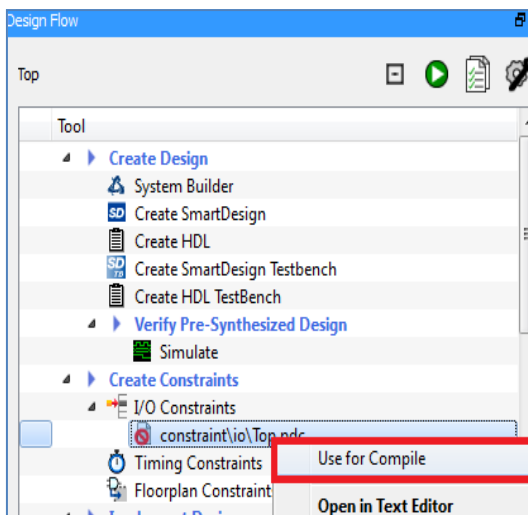 Design Flow
Top
Tool
Create Design
System Builder
SD Create SmartDesign
Create HDL
Create SmartDesign Testbench
Create HDL TestBench
Verify Pre-Synthesized Design
Simulate
Create Constraints
I/O Constraints
constraint\io\Top.pdc
Timing Constraints
Use for Compile
Floorplan Constraint
Open in Text Editor